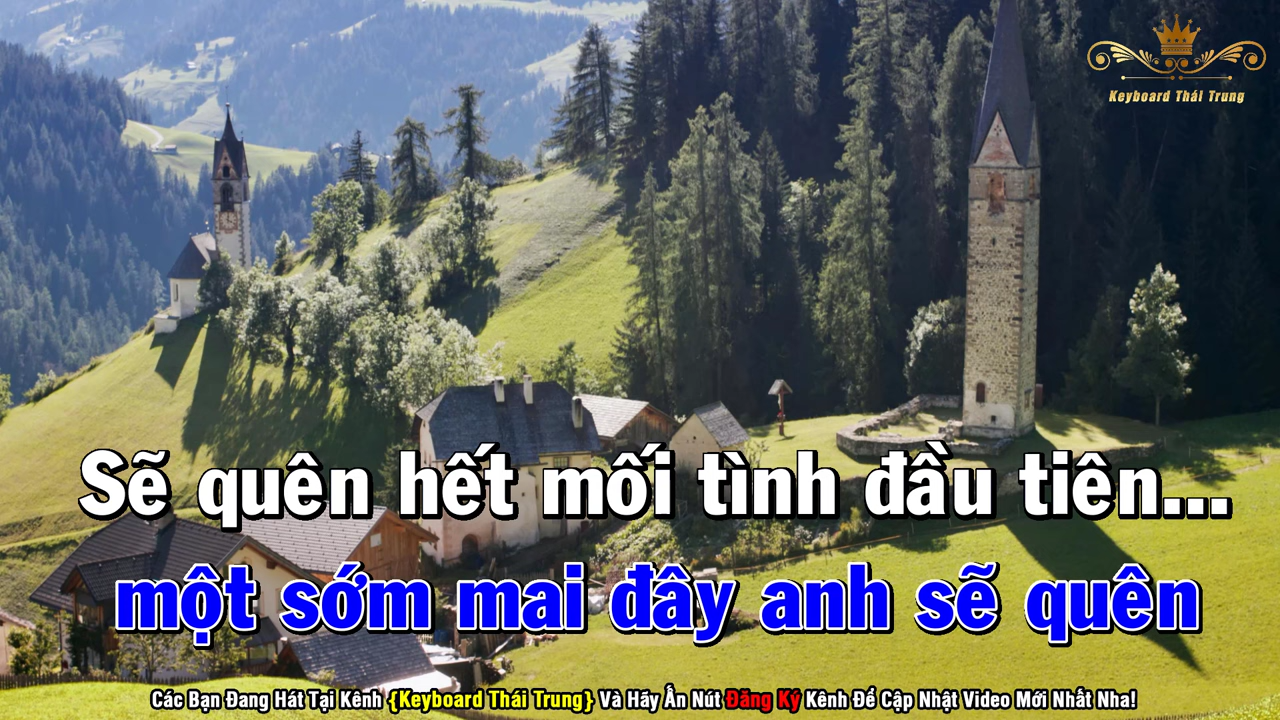 Keyboard Thái Trung
Sẽ quên hết mối tình đầu tiên...
một sớm mai đây anh sẽ quên
Các Bạn Đang Hát Tại Kênh {Keyboard Thái Trung} Và Hãy Ấn Nút Đăng Ký Kênh Để Cập Nhật Video Mới Nhất Nha!